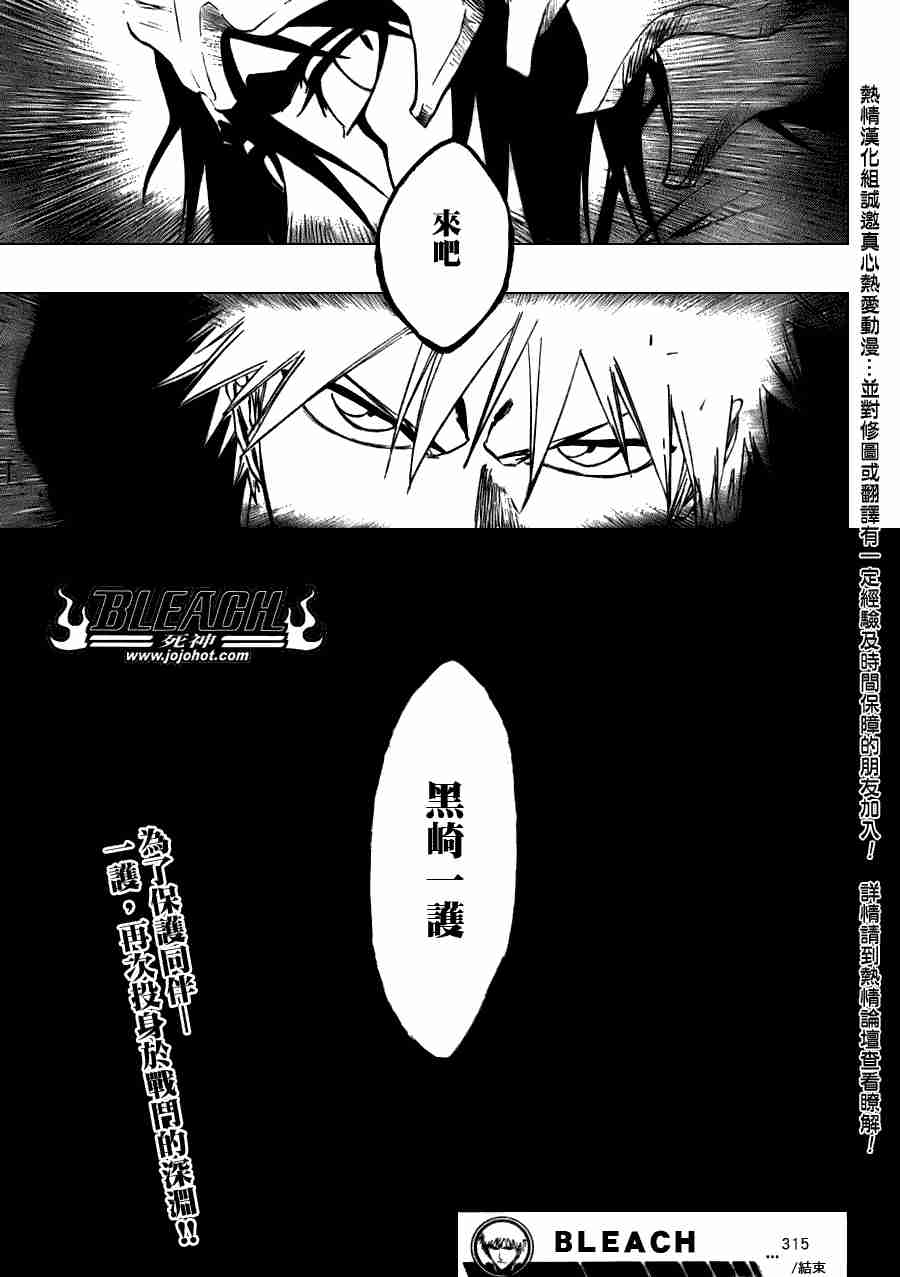 來吧
熱情漢化組誠邀真心熱愛動漫…並對修圖或翻譯有一定經驗及時間保障的朋友加入！ 詳情請到熱情論壇查看瞭解！
BLEACH
死神
www.jojohot.com
黑崎一護
為了保護同伴—
一護，再次投身於戰鬥的深淵!!
BLEACH
...315
/結束